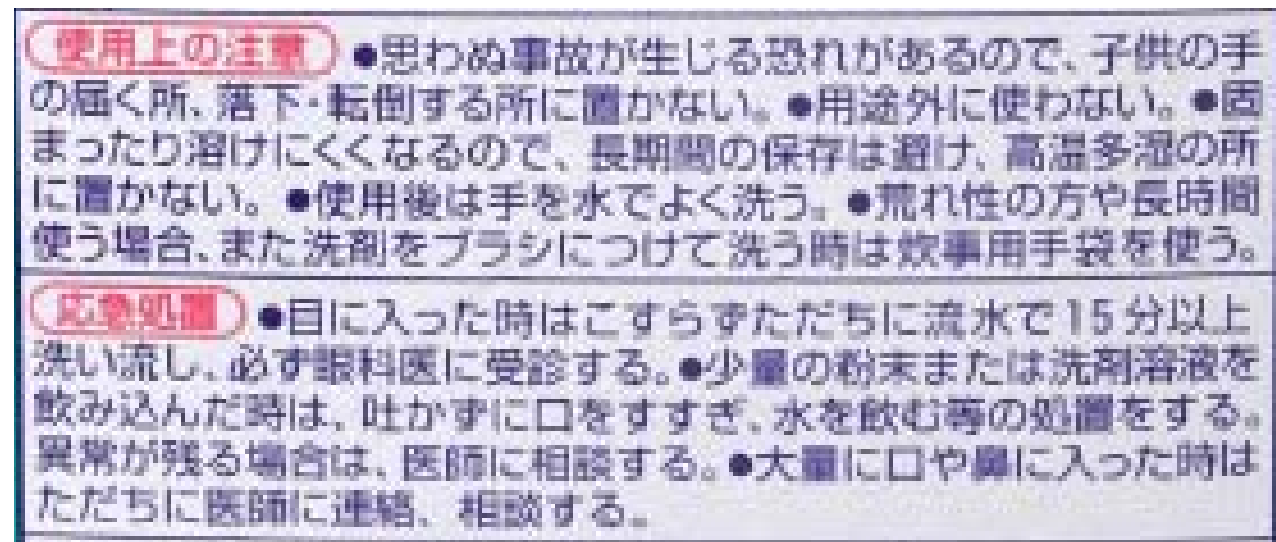 使用上の注意 ●思わぬ事故が生じる恐れがあるので、子供の手
の届く所、落下・転倒する所に置かない。●用途外に使わない。●固
まったり溶けにくくなるので、長期間の保存は避け、高温多湿の所
に置かない。●使用後は手を水でよく洗う。●荒れ性の方や長時間
使う場合、また洗剤をブラシにつけて洗う時は炊事用手袋を使う。
応急処置 ●目に入った時はこすらずただちに流水で15分以上
洗い流し、必ず眼科医に受診する。●少量の粉末または洗剤溶液を
飲み込んだ時は、吐かずに口をすすぎ、水を飲む等の処置をする。
異常が残る場合は、医師に相談する。●大量に口や鼻に入った時は
ただちに医師に連絡、相談する。